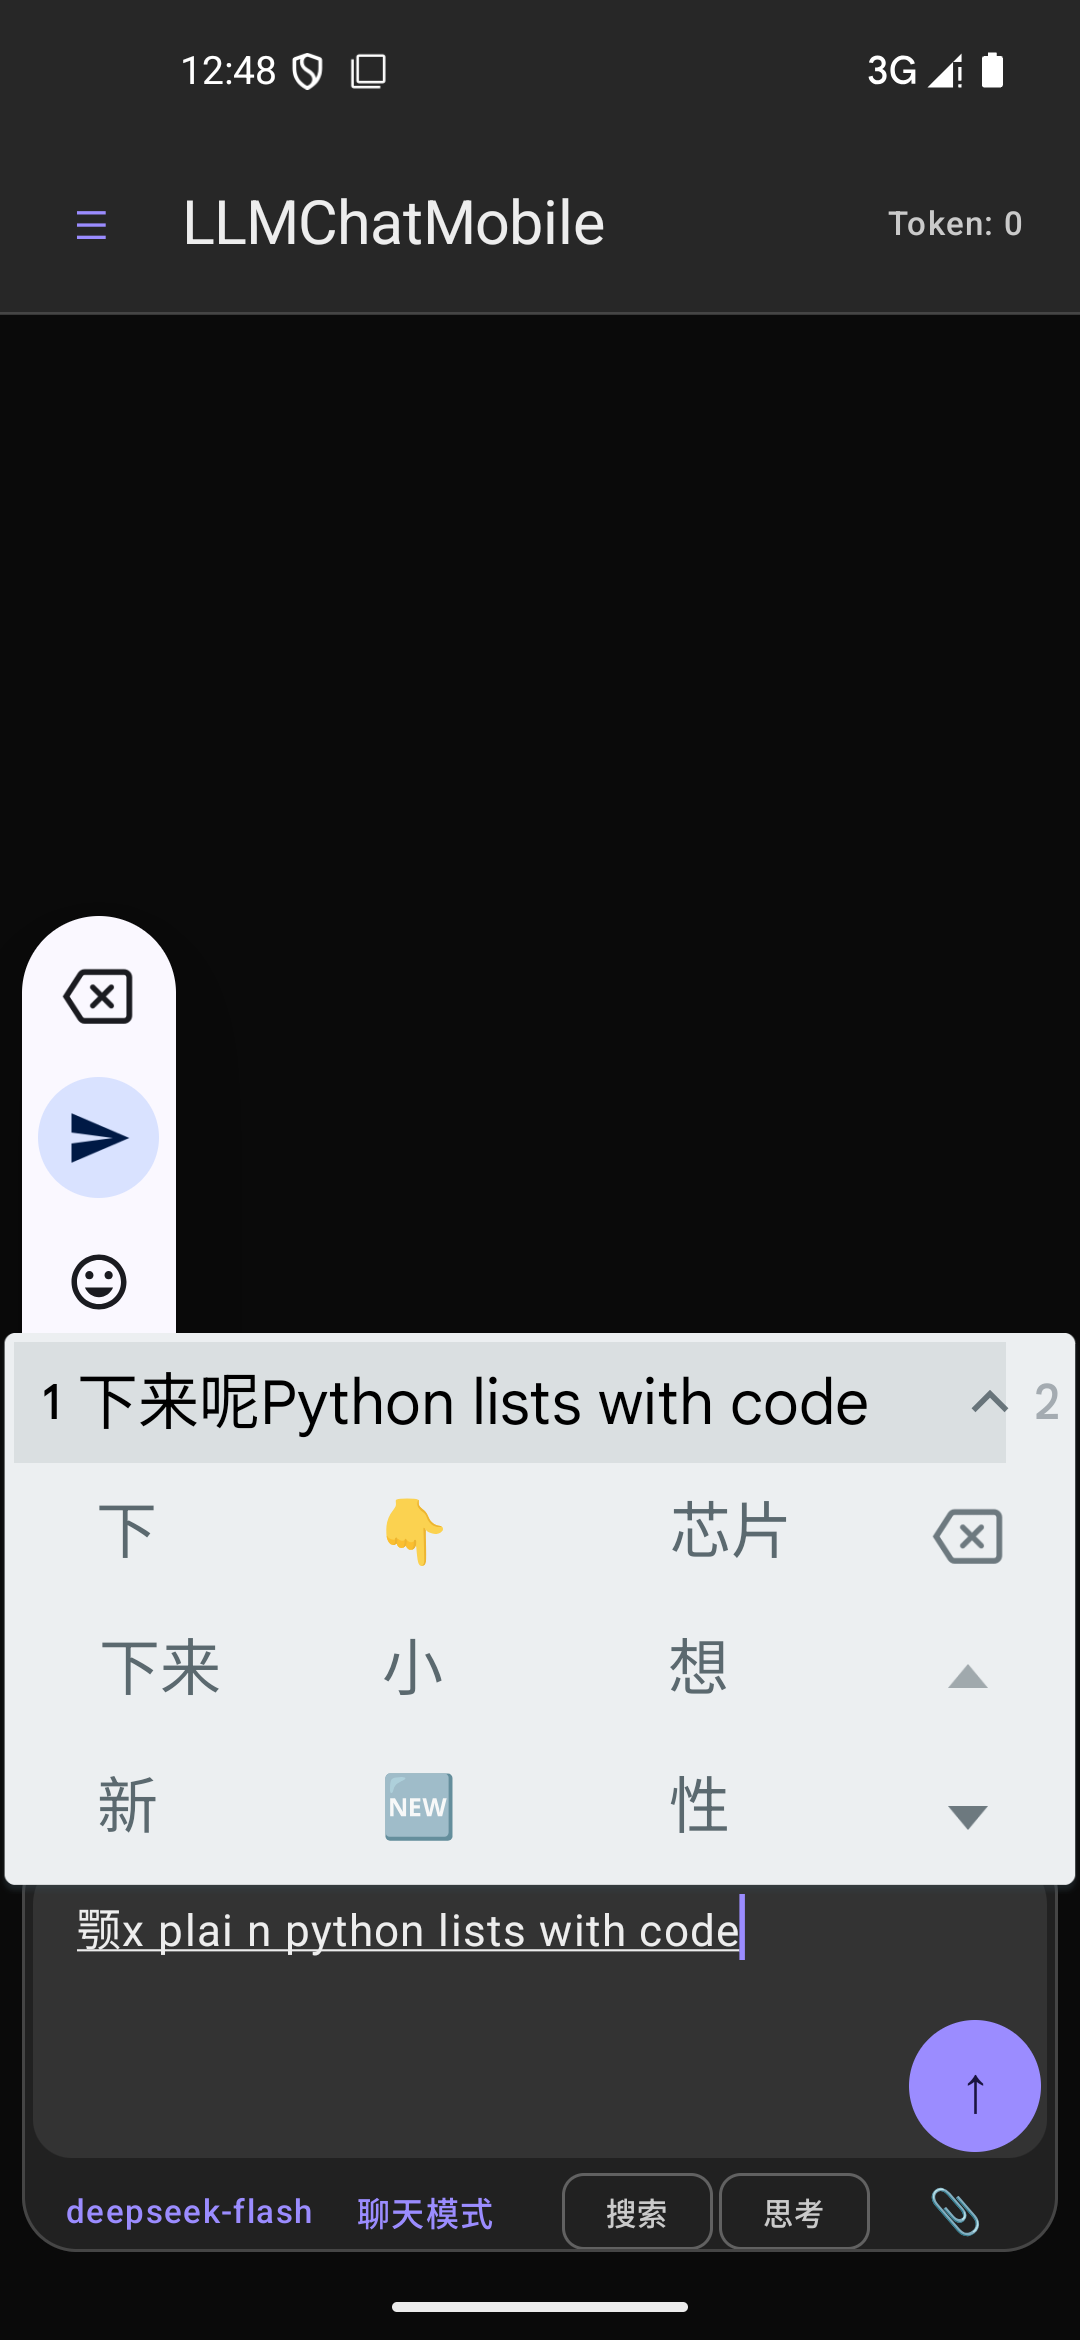 12:48
3G
LLMChatMobile
Token: 0
1 下来呢Python lists with code
2
下
芯片
下来
小
想
新
NEW
性
颚x plai n python lists with code
↑
deepseek-flash
聊天模式
搜索
思考